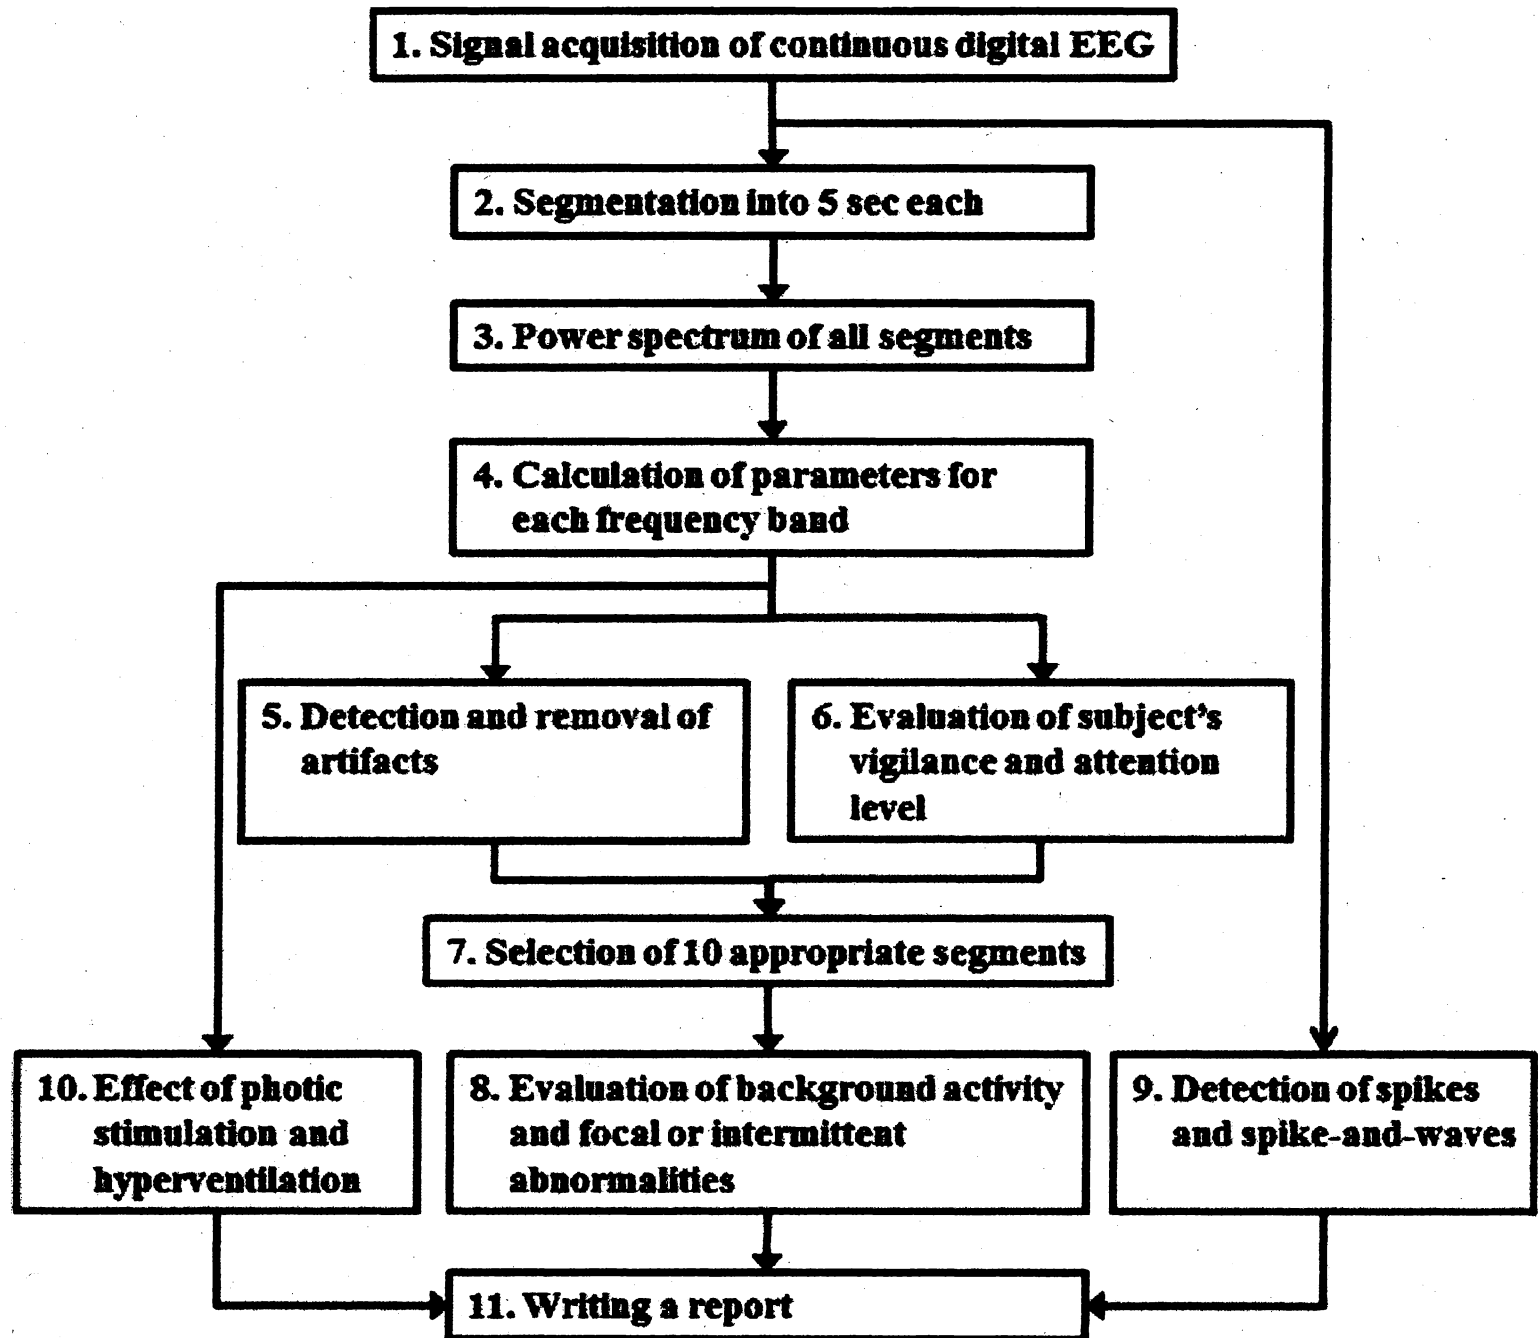 1. Signal acquisition of continuous digital EEG
2. Segmentation into 5 sec each
3. Power spectrum of all segments
4. Calculation of parameters for
each frequency band
5. Detection and removal of
artifacts
6. Evaluation of subject's
vigilance and attention
level
7. Selection of 10 appropriate segments
10. Effect of photic
stimulation and
hyperventilation
8. Evaluation of background activity
and focal or intermittent
abnormalities
9. Detection of spikes
and spike-and-waves
11. Writing a report